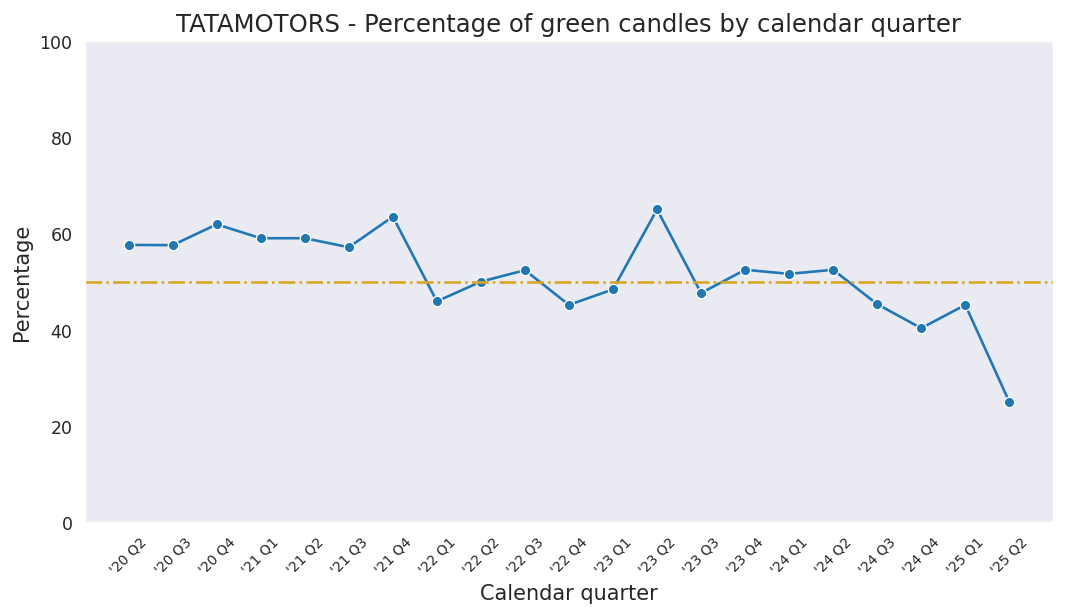 TATAMOTORS - Percentage of green candles by calendar quarter
Percentage
100
80
60
40
20
0
'20 Q2
'20 Q3
'20 Q4
'21 Q1
'21 Q2
'21 Q3
'21 Q4
'22 Q1
'22 Q2
'22 Q3
'22 Q4
'23 Q1
'23 Q2
'23 Q3
'23 Q4
'24 Q1
'24 Q2
'24 Q3
'24 Q4
'25 Q1
'25 Q2
Calendar quarter